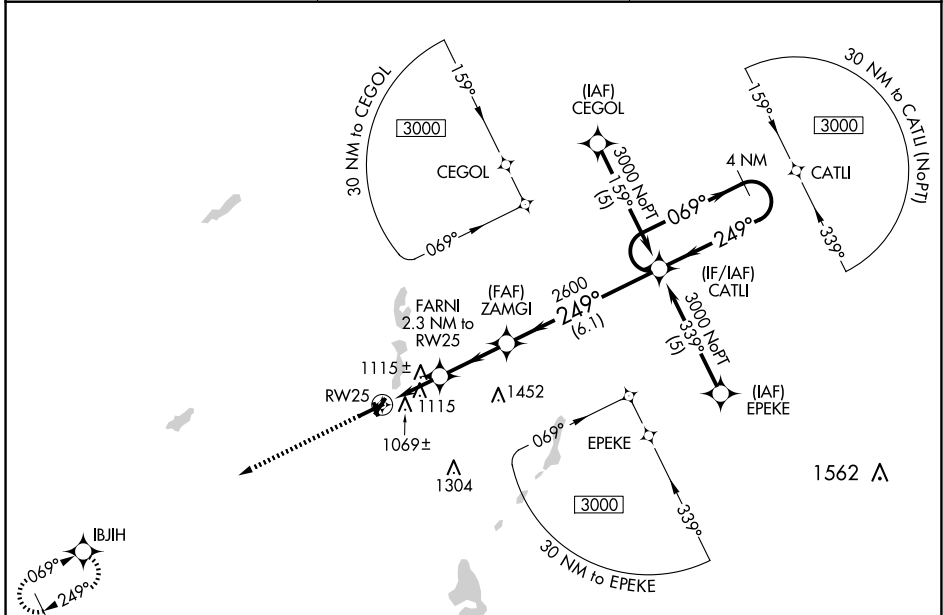 30 NM to CEGOL
159°
3000
CEGOL
069°
(IAF)
CEGOL
3000 NoPT
159°
(5)
4 NM
069°
249°
30 NM to CATLI (NoPT)
159°
3000
CATLI
339°
(IF/IAF)
CATLI
2600
249°
(6.1)
(FAF)
ZAMGI
FARNI
2.3 NM to
RW25
3000 NoPT
339°
(5)
(IAF)
EPEKE
1115±
RW25
1115
1452
1069±
1304
069°
EPEKE
3000
339°
30 NM to EPEKE
1562
IBJIH
069°
249°